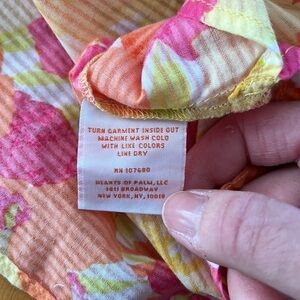 TURN GARMENT INSIDE OUT
MACHINE WASH COLD
WITH LIKE COLORS
LINE DRY
RN 107680
HEARTS OF PALM, LLC
1411 BROADWAY
NEW YORK, NY, 10018